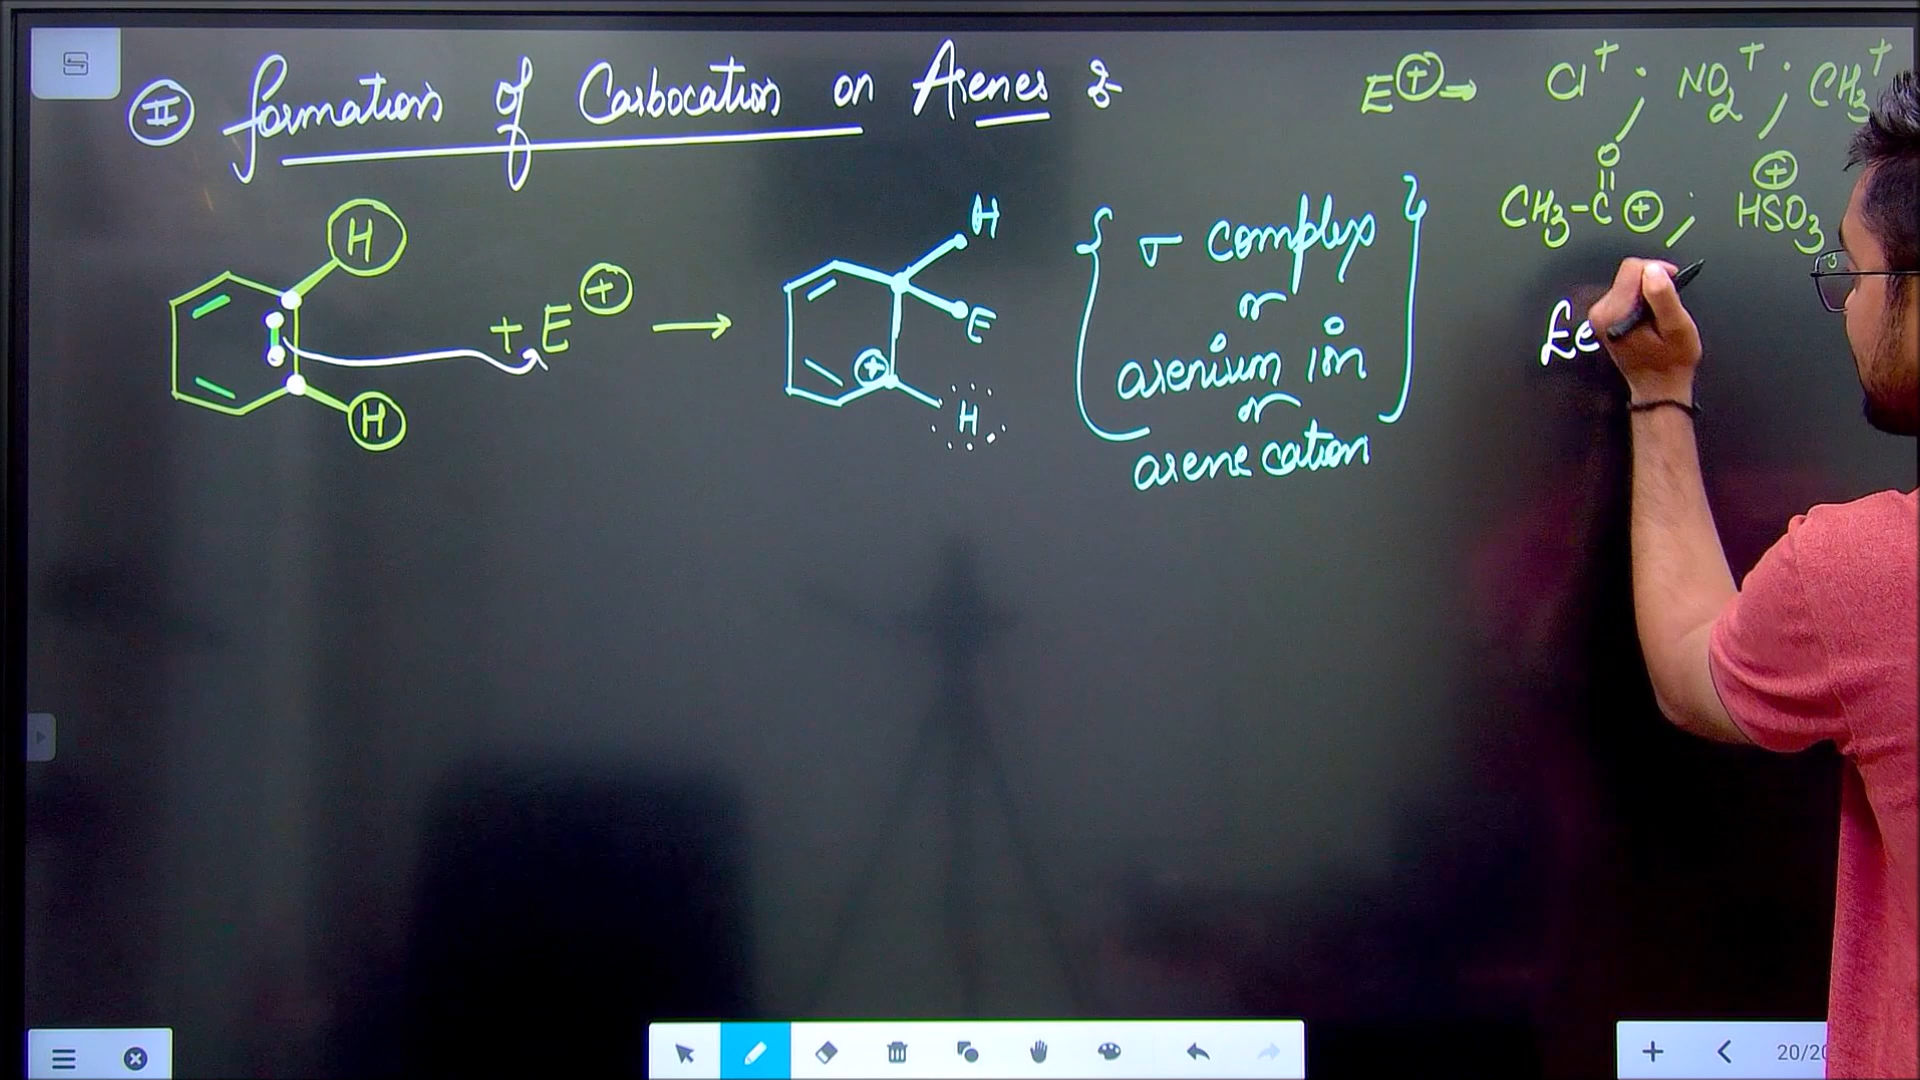 II formation of Carbocation on Arenes :-
E⊕→ Cl+ ; NO2+ ; CH3+
O
||
CH3-C⊕ ; HSO3⊕
H
+ E⊕ →
H
H
E
⊕
H
{ σ complex }
or
arenium ion
or
arene cation
20/20